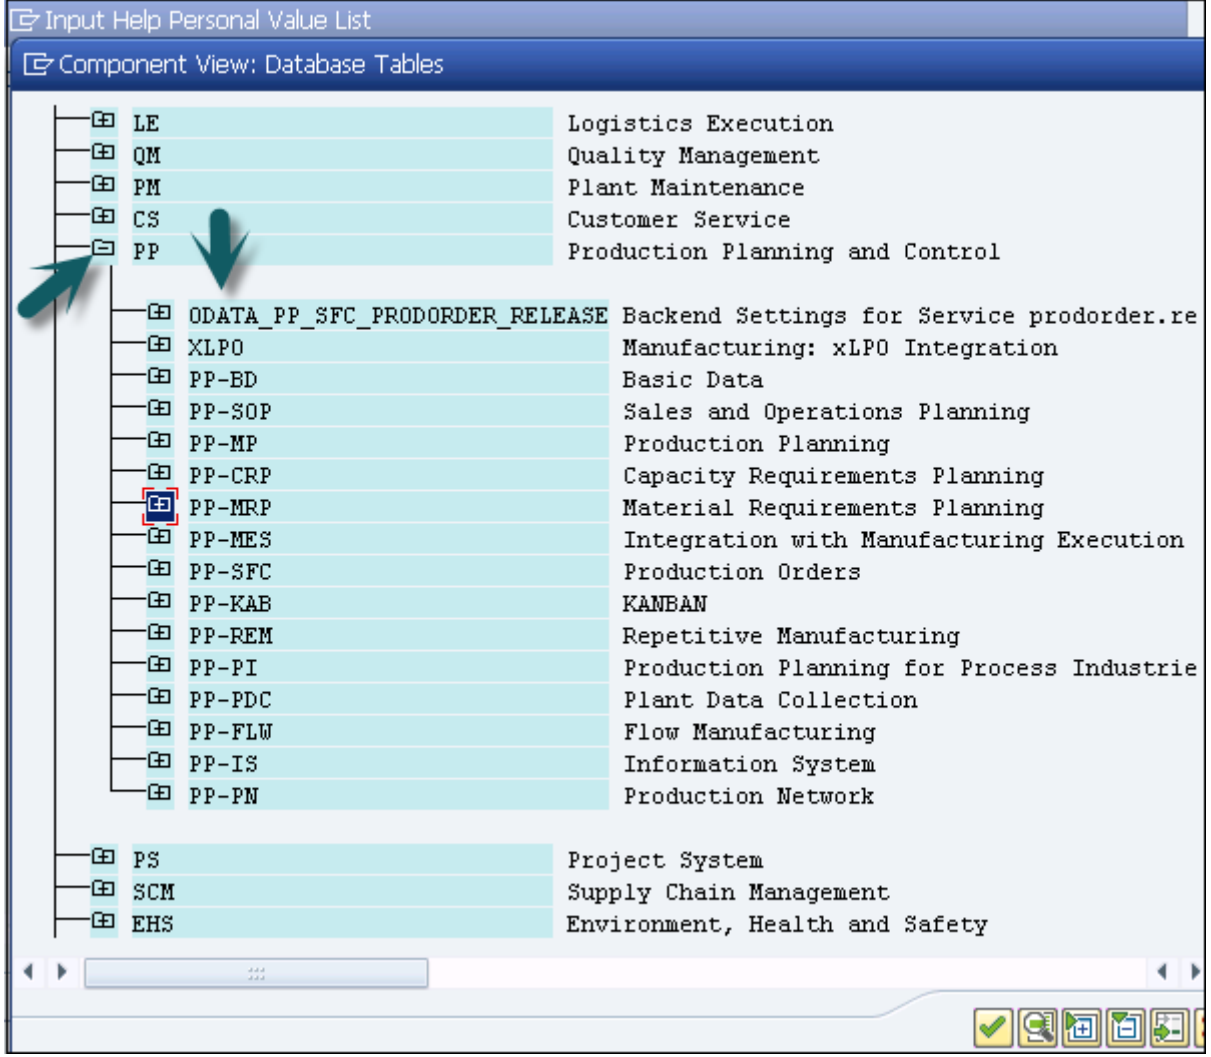 Input Help Personal Value List
Component View: Database Tables
LE Logistics Execution
QM Quality Management
PM Plant Maintenance
CS Customer Service
PP Production Planning and Control
ODATA_PP_SFC_PRODORDER_RELEASE Backend Settings for Service prodorder.re
XLPO Manufacturing: xLPO Integration
PP-BD Basic Data
PP-SOP Sales and Operations Planning
PP-MP Production Planning
PP-CRP Capacity Requirements Planning
PP-MRP Material Requirements Planning
PP-MES Integration with Manufacturing Execution
PP-SFC Production Orders
PP-KAB KANBAN
PP-REM Repetitive Manufacturing
PP-PI Production Planning for Process Industrie
PP-PDC Plant Data Collection
PP-FLW Flow Manufacturing
PP-IS Information System
PP-PN Production Network
PS Project System
SCM Supply Chain Management
EHS Environment, Health and Safety